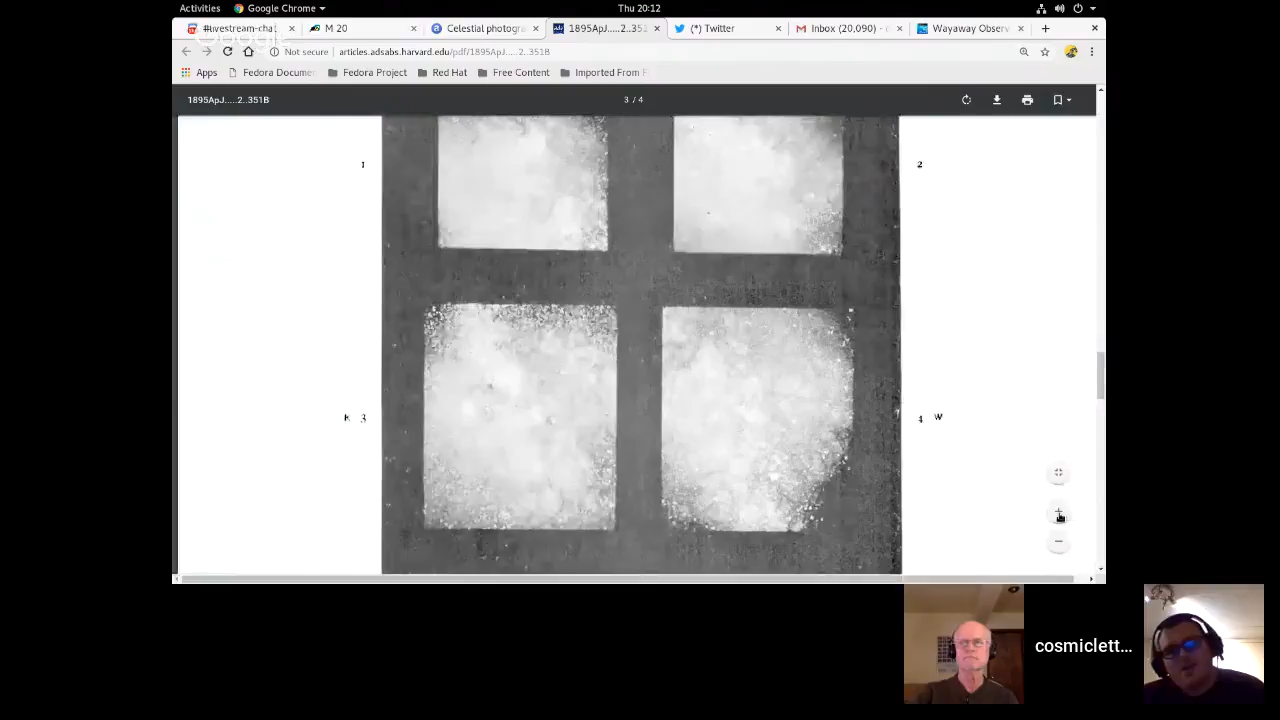 Activities Google Chrome Thu 20:12
#livestream-chat M 20 Celestial photogra 1895ApJ.....2..351 (*) Twitter Inbox (20,090) - e Wayaway Observ
Not secure articles.adsabs.harvard.edu/pdf/1895ApJ.....2..351B
Apps Fedora Documen Fedora Project Red Hat Free Content Imported From F
1895ApJ.....2..351B 3 / 4
1 2
3 4 W
cosmiclett...